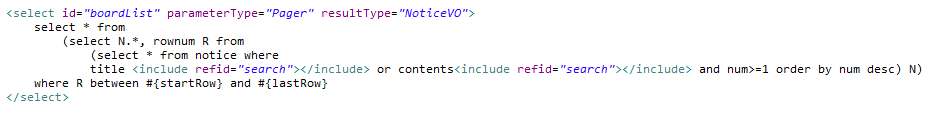 <select id="boardList" parameterType="Pager" resultType="NoticeVO">
select * from
(select N.*, rownum R from
(select * from notice where
title <include refid="search"></include> or contents<include refid="search"></include> and num>=1 order by num desc) N)
where R between #{startRow} and #{lastRow}
</select>